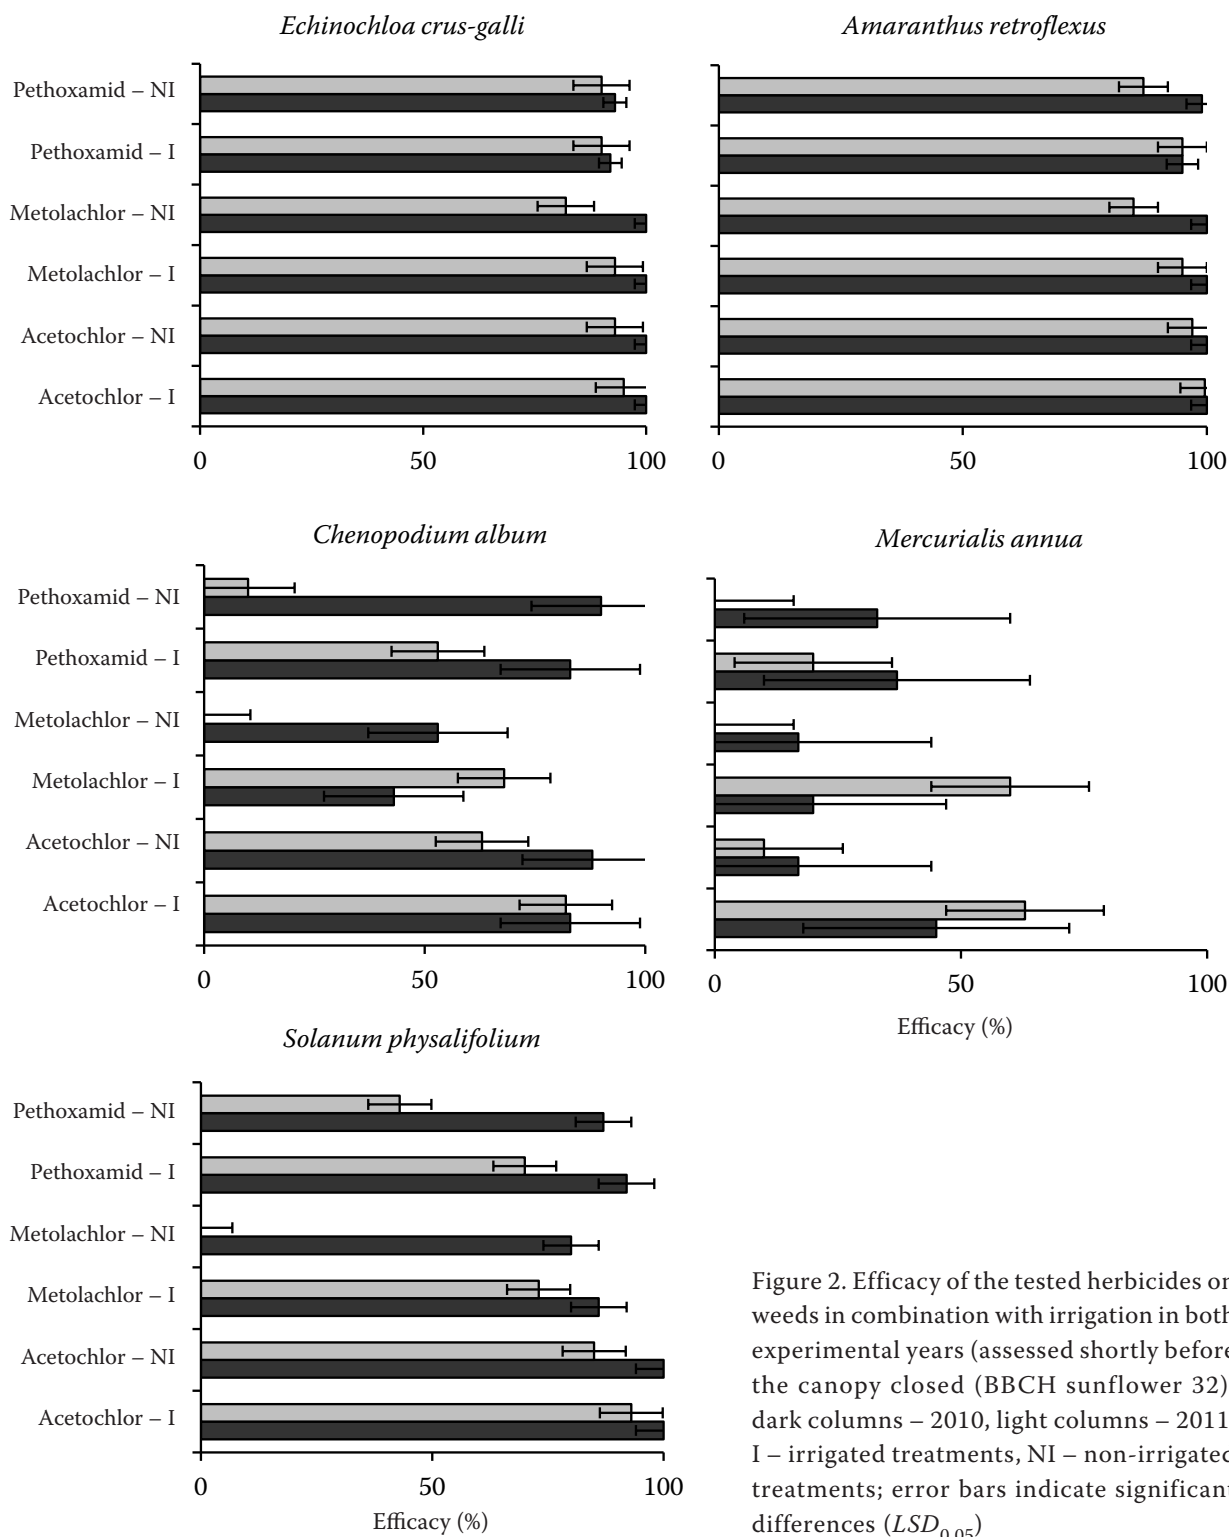 Echinochloa crus-galli
Amaranthus retroflexus
Pethoxamid – NI
Pethoxamid – I
Metolachlor – NI
Metolachlor – I
Acetochlor – NI
Acetochlor – I
0 50 100
0 50 100
Chenopodium album
Mercurialis annua
Pethoxamid – NI
Pethoxamid – I
Metolachlor – NI
Metolachlor – I
Acetochlor – NI
Acetochlor – I
0 50 100
0 50 100
Efficacy (%)
Solanum physalifolium
Pethoxamid – NI
Pethoxamid – I
Metolachlor – NI
Metolachlor – I
Acetochlor – NI
Acetochlor – I
0 50 100
Efficacy (%)
Figure 2. Efficacy of the tested herbicides on
weeds in combination with irrigation in both
experimental years (assessed shortly before
the canopy closed (BBCH sunflower 32)
dark columns – 2010, light columns – 2011
I – irrigated treatments, NI – non-irrigated
treatments; error bars indicate significant
differences (LSD0.05)